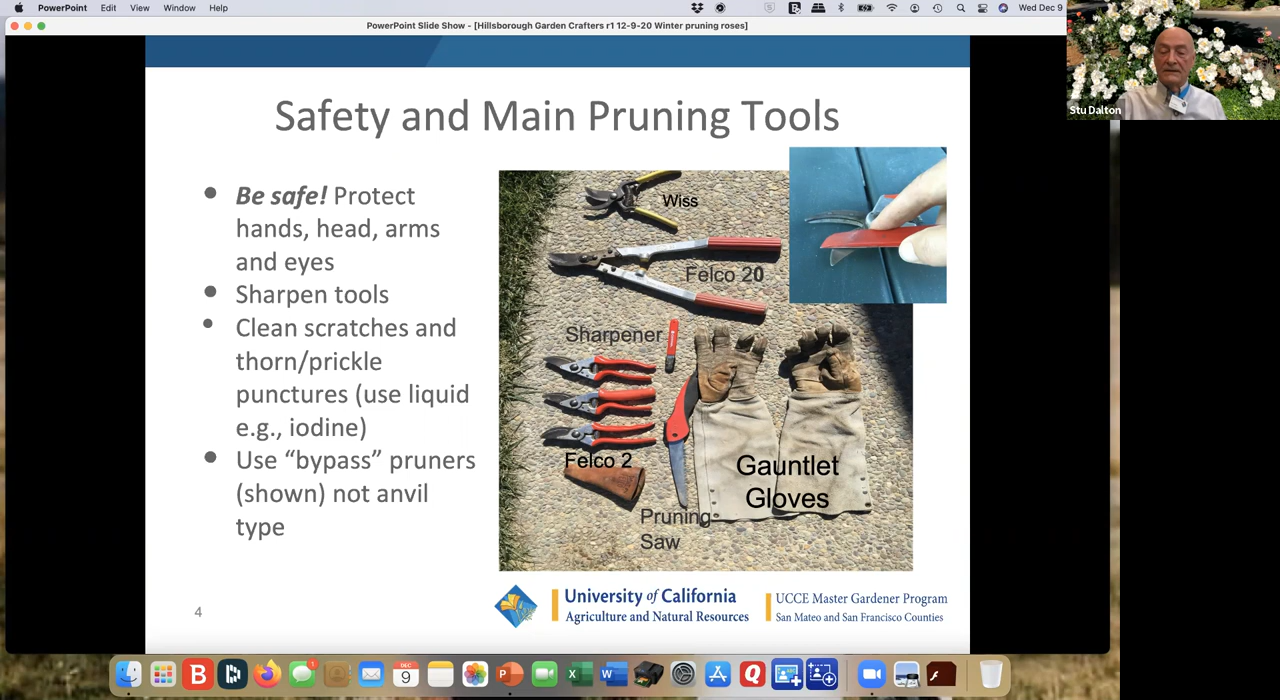 PowerPoint Edit View Window Help
Wed Dec 9
PowerPoint Slide Show - [Hillsborough Garden Crafters r1 12-9-20 Winter pruning roses]
Stu Dalton
Safety and Main Pruning Tools
Be safe! Protect
hands, head, arms
and eyes
Sharpen tools
Clean scratches and
thorn/prickle
punctures (use liquid
e.g., iodine)
Use “bypass” pruners
(shown) not anvil
type
Wiss
Felco 20
Sharpener
Felco 2
Gauntlet
Gloves
Pruning
Saw
4
University of California
Agriculture and Natural Resources
UCCE Master Gardener Program
San Mateo and San Francisco Counties
DEC
9